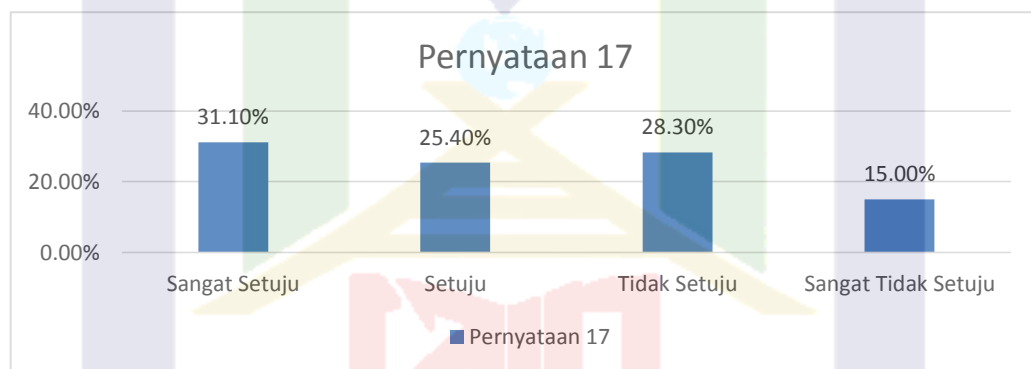 Pernyataan 17
40.00%
20.00%
0.00%
31.10%
25.40%
28.30%
15.00%
Sangat Setuju
Setuju
Tidak Setuju
Sangat Tidak Setuju
Pernyataan 17